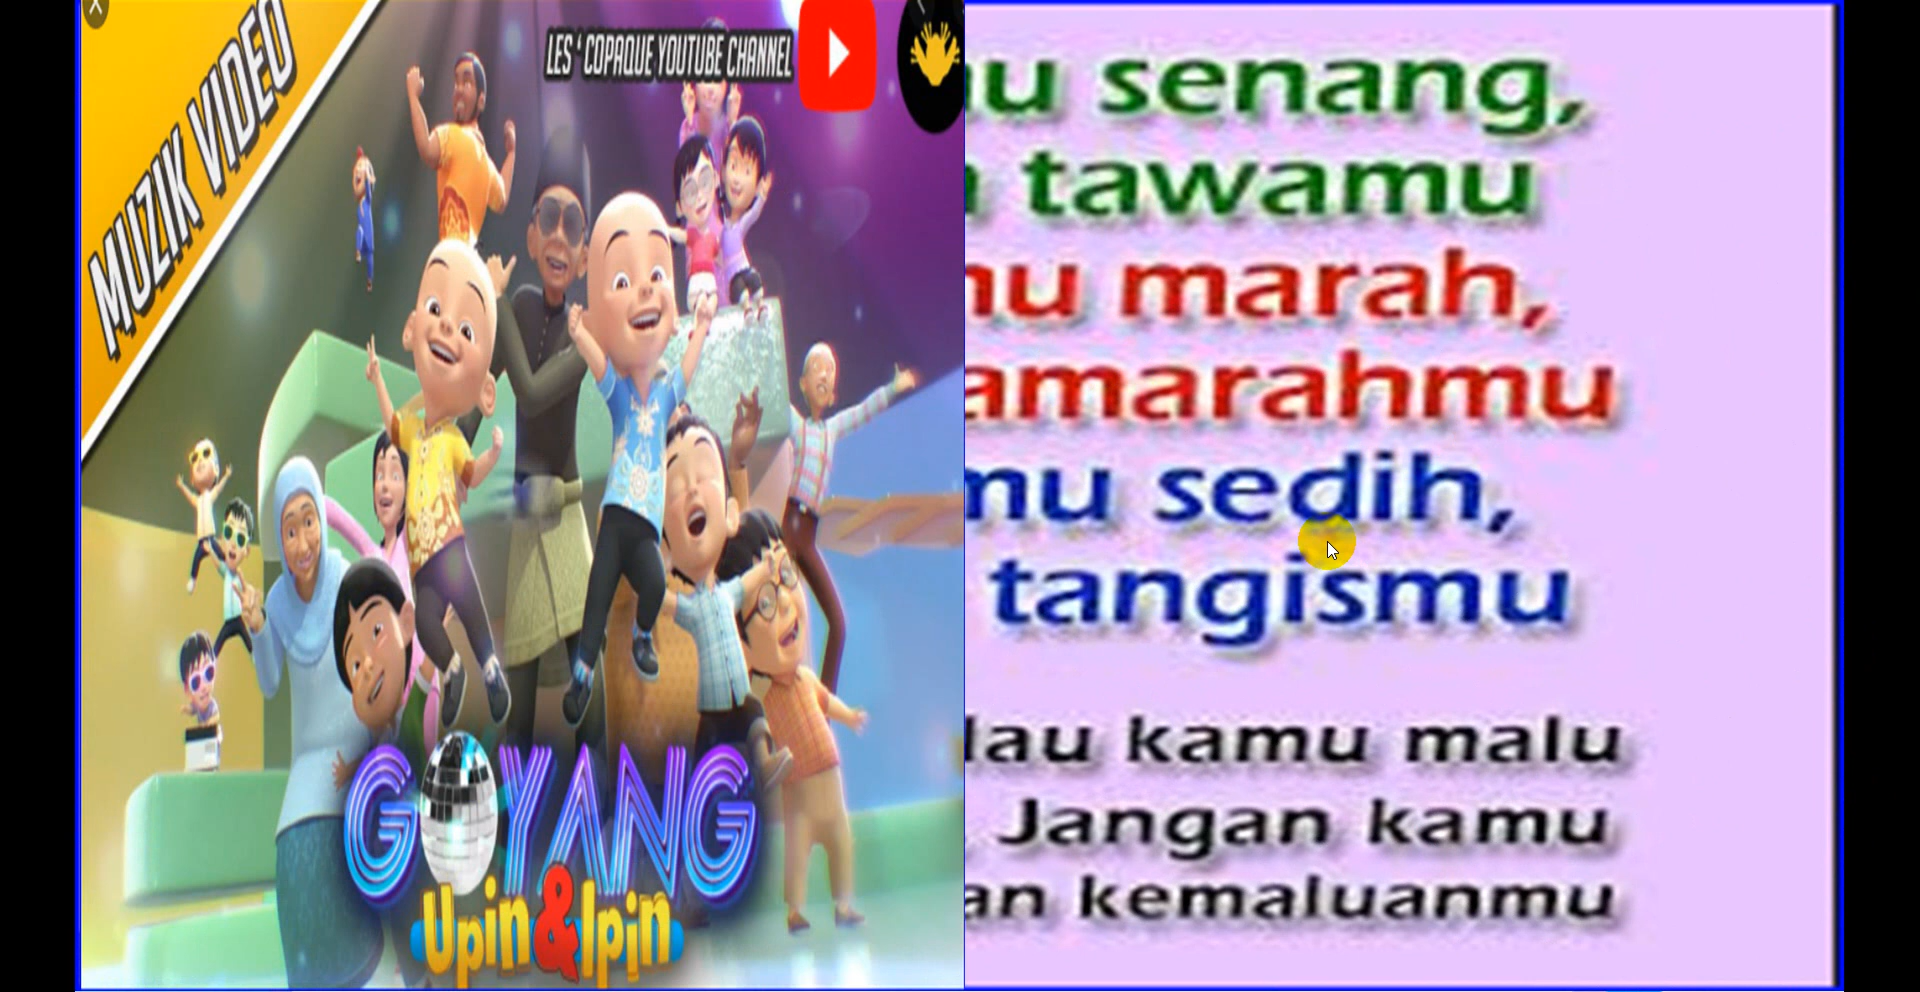 MUZIK VIDEO
LES ' COPAQUE YOUTUBE CHANNEL
GOYANG
Upin & Ipin
u senang,
tawamu
mu marah,
amarahmu
mu sedih,
tangismu
lau kamu malu
Jangan kamu
an kemaluanmu